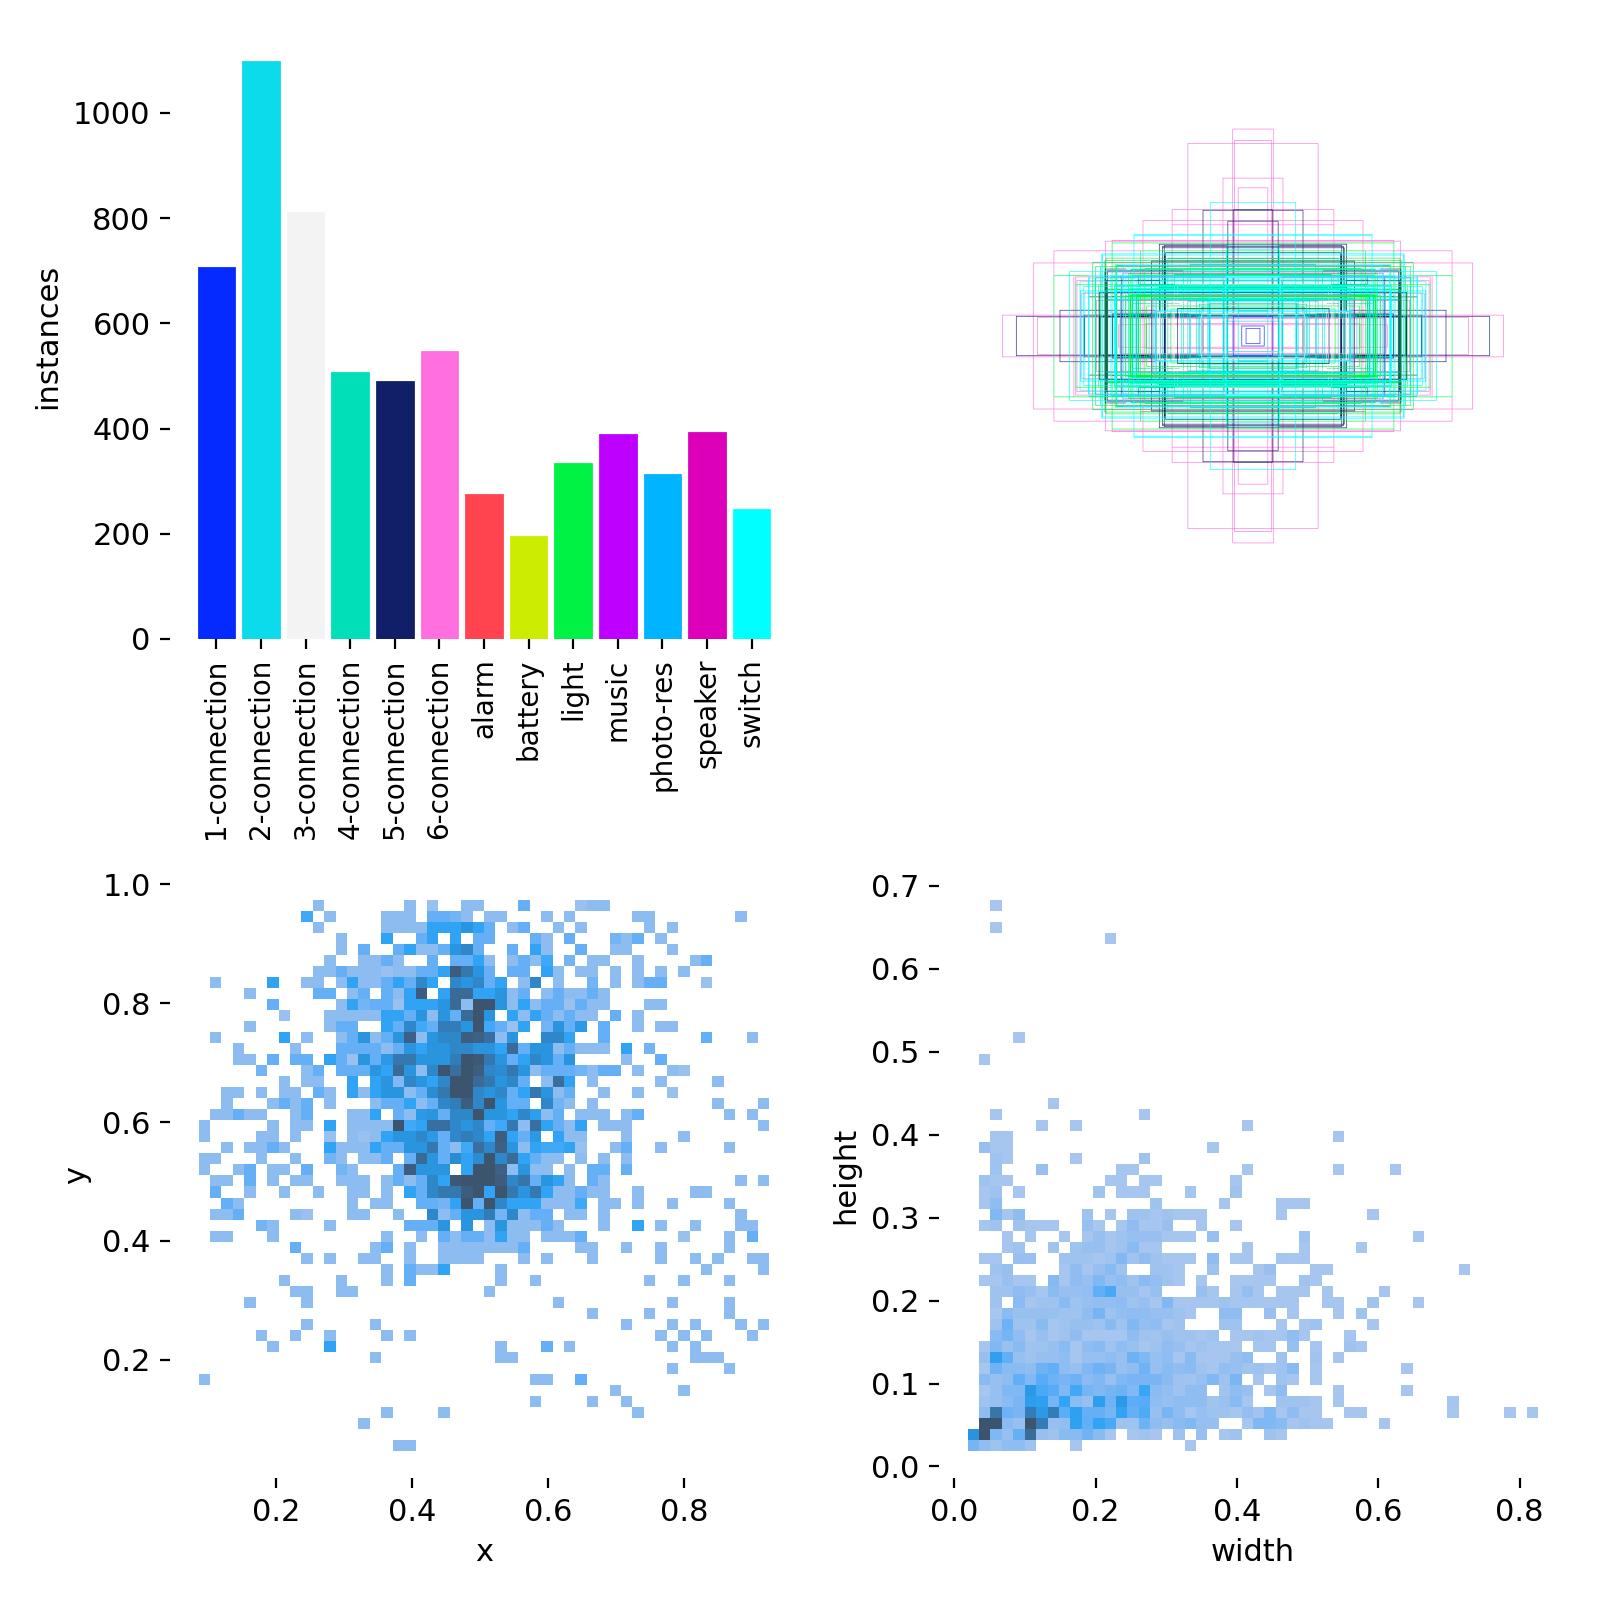 instances
1000
800
600
400
200
0
1-connection
2-connection
3-connection
4-connection
5-connection
6-connection
alarm
battery
light
music
photo-res
speaker
switch
y
1.0
0.8
0.6
0.4
0.2
0.2 0.4 0.6 0.8
x
height
0.7
0.6
0.5
0.4
0.3
0.2
0.1
0.0
0.0 0.2 0.4 0.6 0.8
width